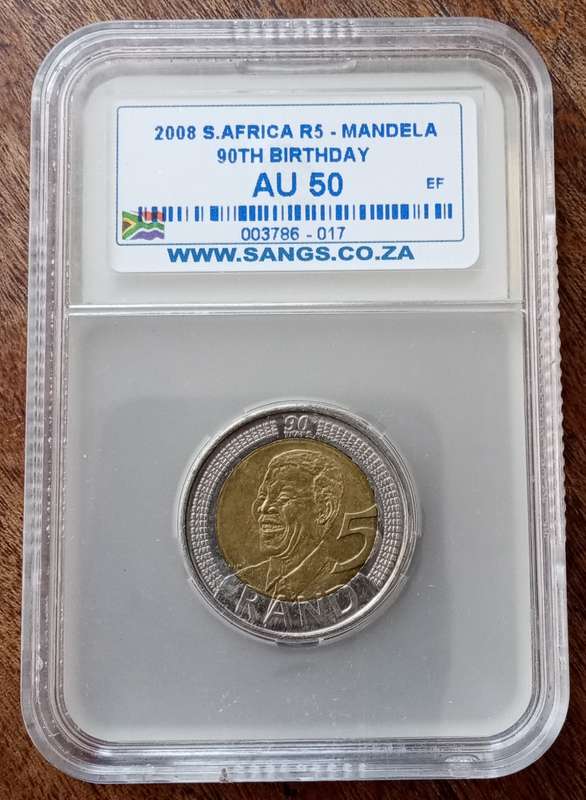 2008 S.AFRICA R5 - MANDELA
90TH BIRTHDAY
AU 50
EF
003786 - 017
WWW.SANGS.CO.ZA
90
5
RAND